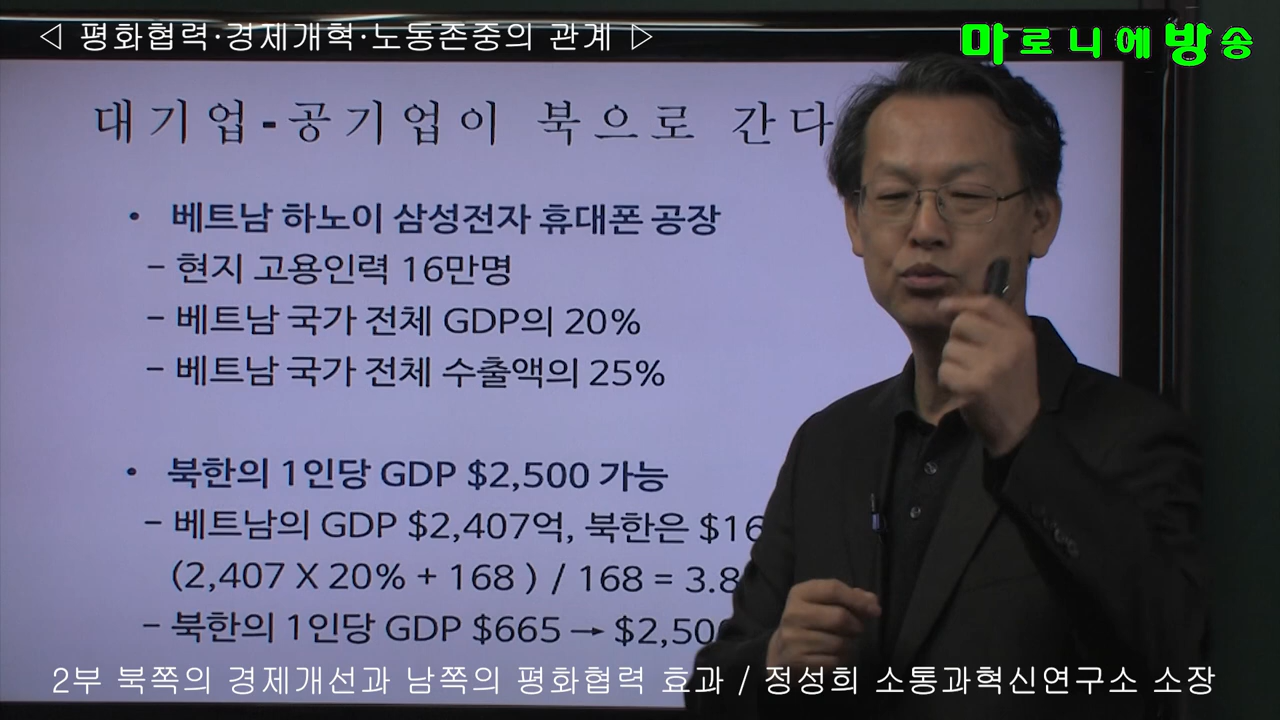 ◁ 평화협력·경제개혁·노동존중의 관계 ▷
마로니에방송
대기업-공기업이 북으로 간다
• 베트남 하노이 삼성전자 휴대폰 공장
- 현지 고용인력 16만명
- 베트남 국가 전체 GDP의 20%
- 베트남 국가 전체 수출액의 25%
• 북한의 1인당 GDP $2,500 가능
- 베트남의 GDP $2,407억, 북한은 $16
(2,407 X 20% + 168 ) / 168 = 3.8
- 북한의 1인당 GDP $665 → $2,500
2부 북쪽의 경제개선과 남쪽의 평화협력 효과 / 정성희 소통과혁신연구소 소장